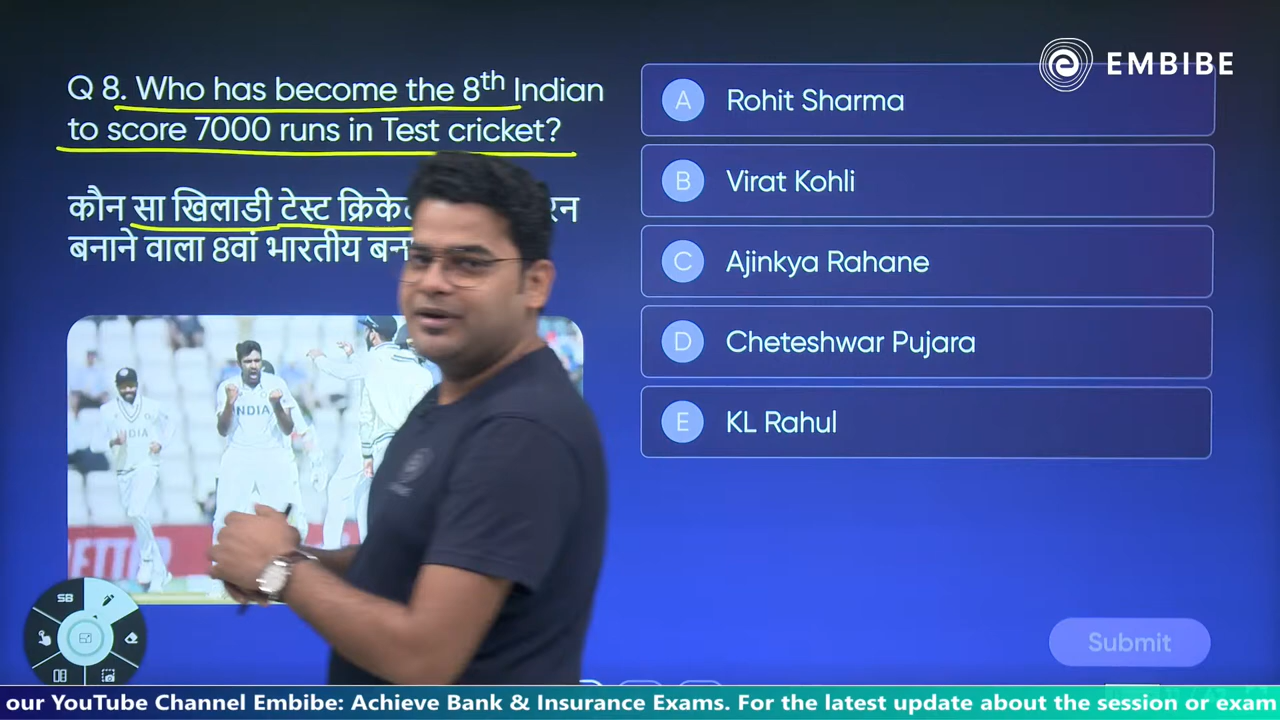 Q 8. Who has become the 8th Indian
to score 7000 runs in Test cricket?
कौन सा खिलाडी टेस्ट क्रिके रन
बनाने वाला 8वां भारतीय बन
INDIA
INDIA
ETTER
SB
EMBIBE
A Rohit Sharma
B Virat Kohli
C Ajinkya Rahane
D Cheteshwar Pujara
E KL Rahul
Submit
our YouTube Channel Embibe: Achieve Bank & Insurance Exams. For the latest update about the session or exam